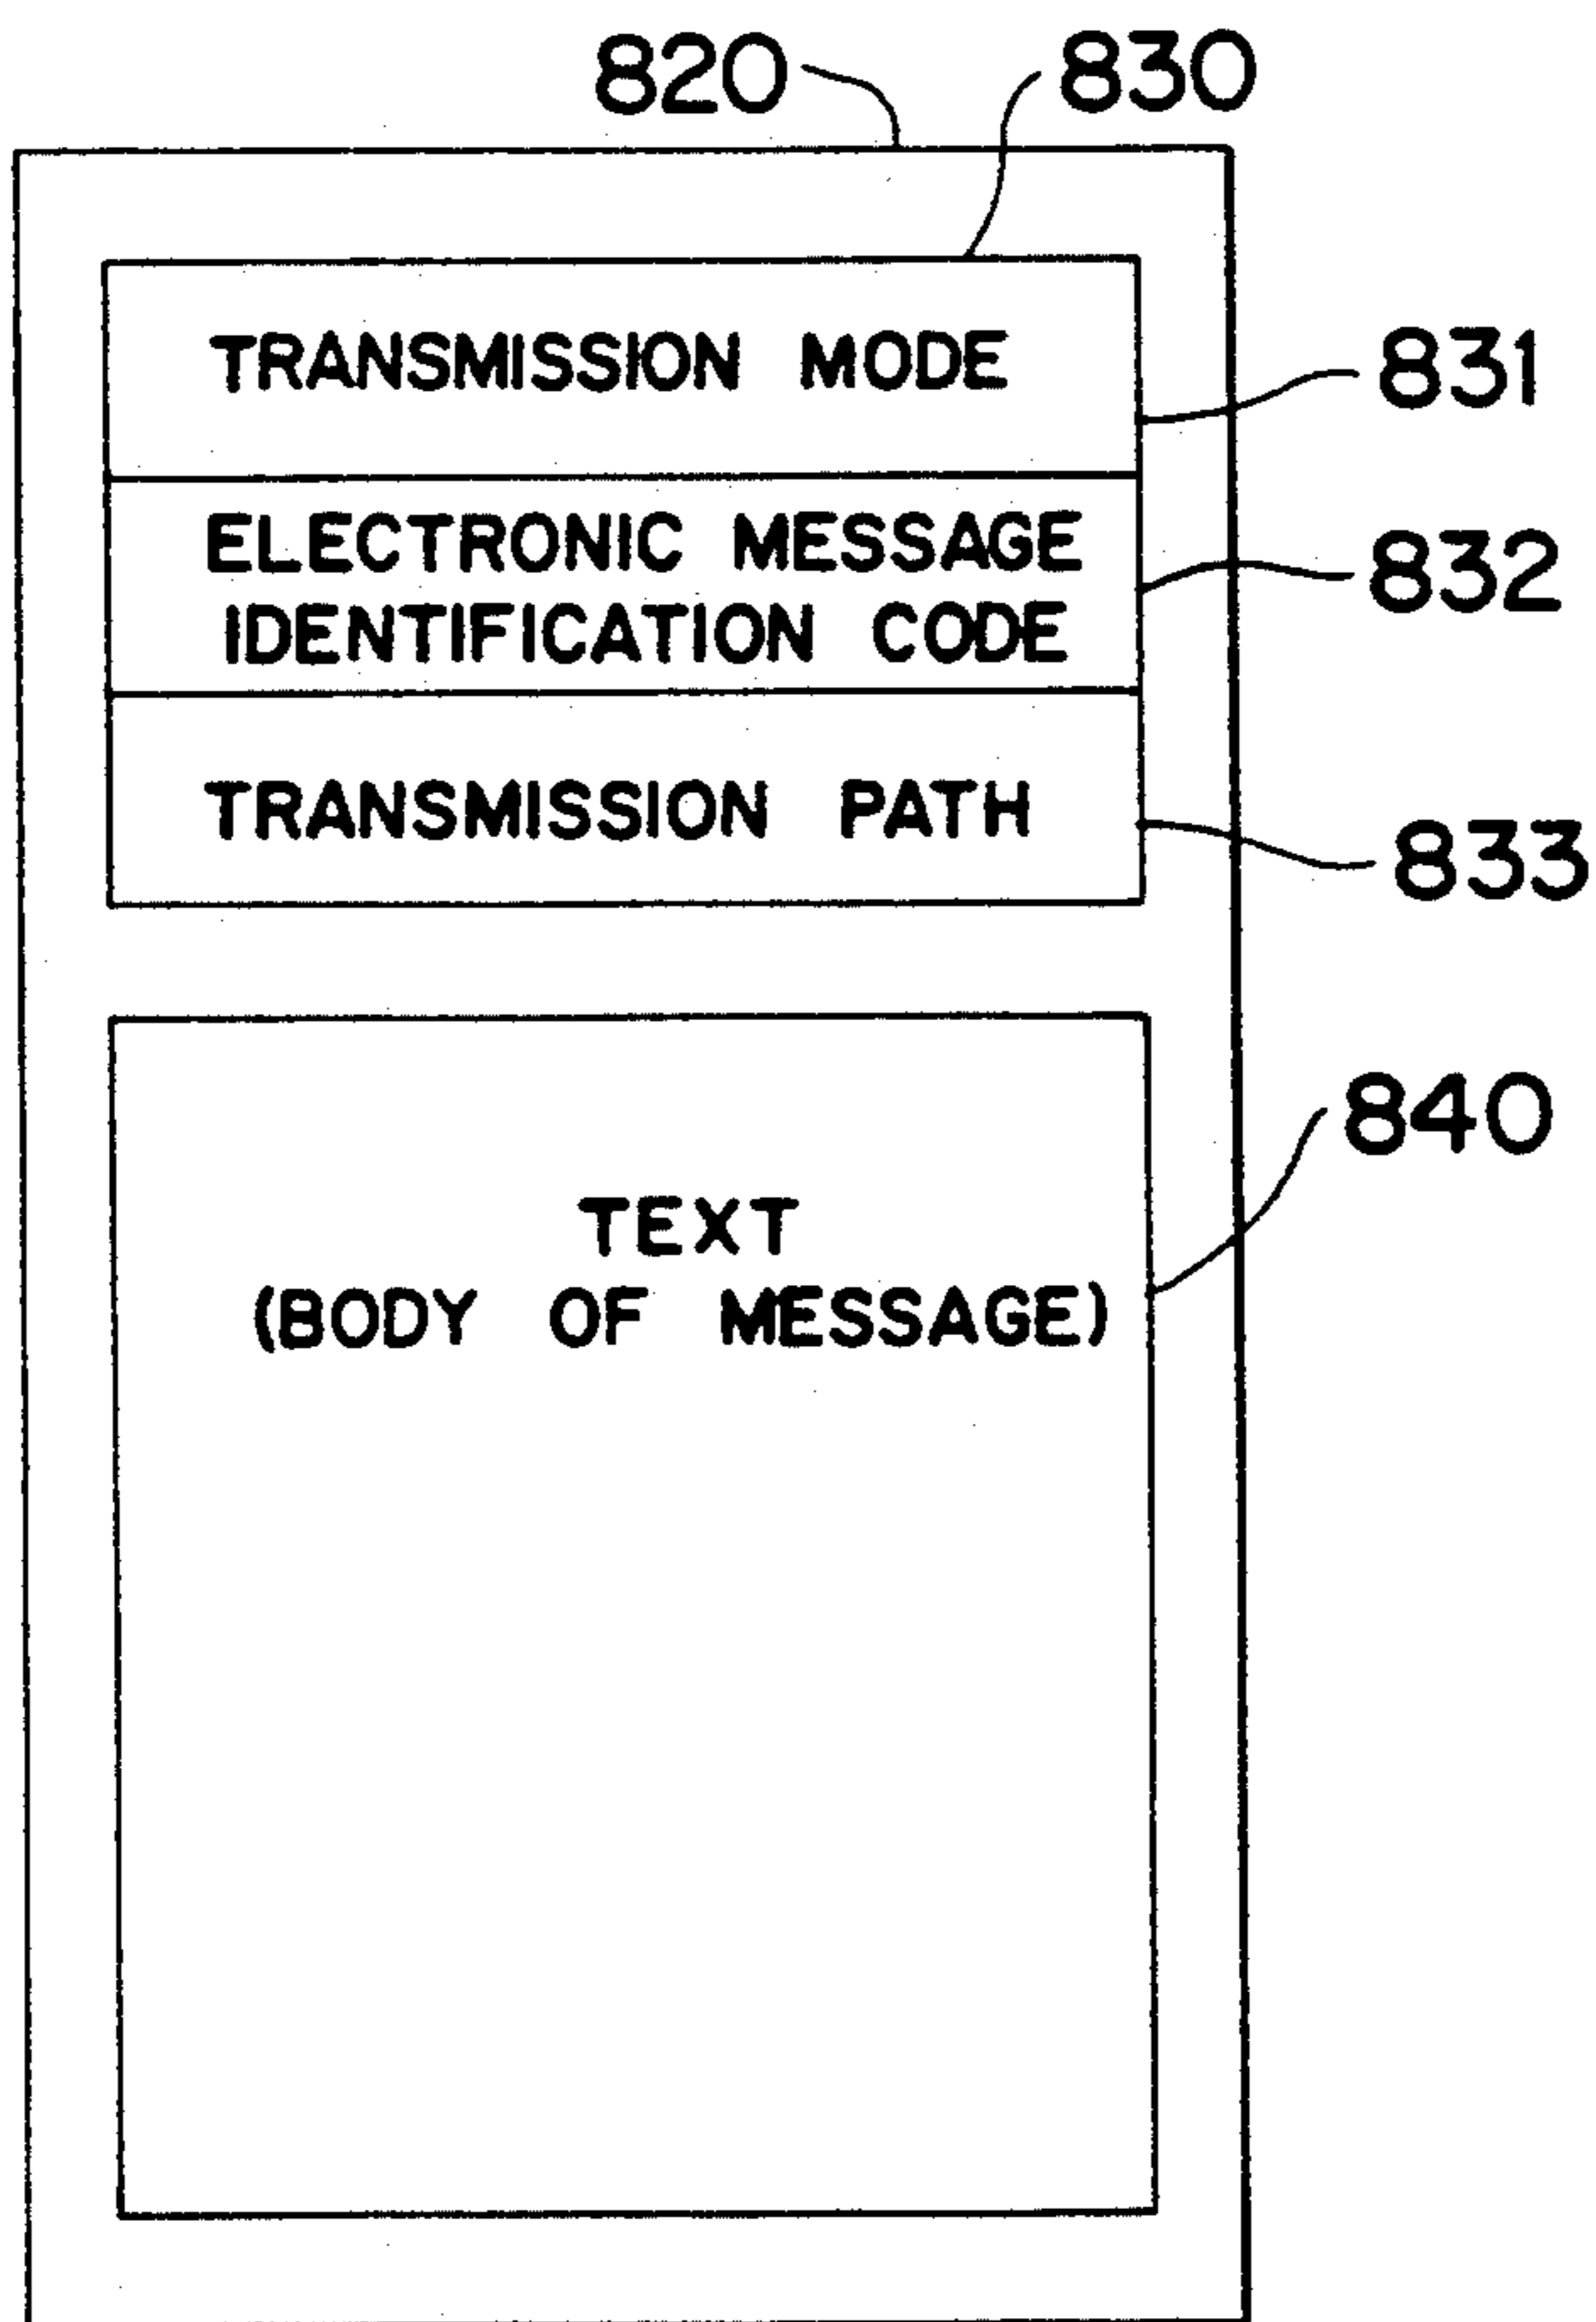 820 830
TRANSMISSION MODE
831
ELECTRONIC MESSAGE
IDENTIFICATION CODE
832
TRANSMISSION PATH
833
840
TEXT
(BODY OF MESSAGE)